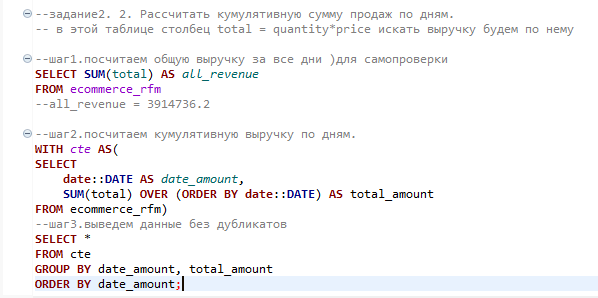 --задание2. 2. Рассчитать кумулятивную сумму продаж по дням.
-- в этой таблице столбец total = quantity*price искать выручку будем по нему
--шаг1.посчитаем общую выручку за все дни )для самопроверки
SELECT SUM(total) AS all_revenue
FROM ecommerce_rfm
--all_revenue = 3914736.2
--шаг2.посчитаем кумулятивную выручку по дням.
WITH cte AS(
SELECT
date::DATE AS date_amount,
SUM(total) OVER (ORDER BY date::DATE) AS total_amount
FROM ecommerce_rfm)
--шаг3.выведем данные без дубликатов
SELECT *
FROM cte
GROUP BY date_amount, total_amount
ORDER BY date_amount;